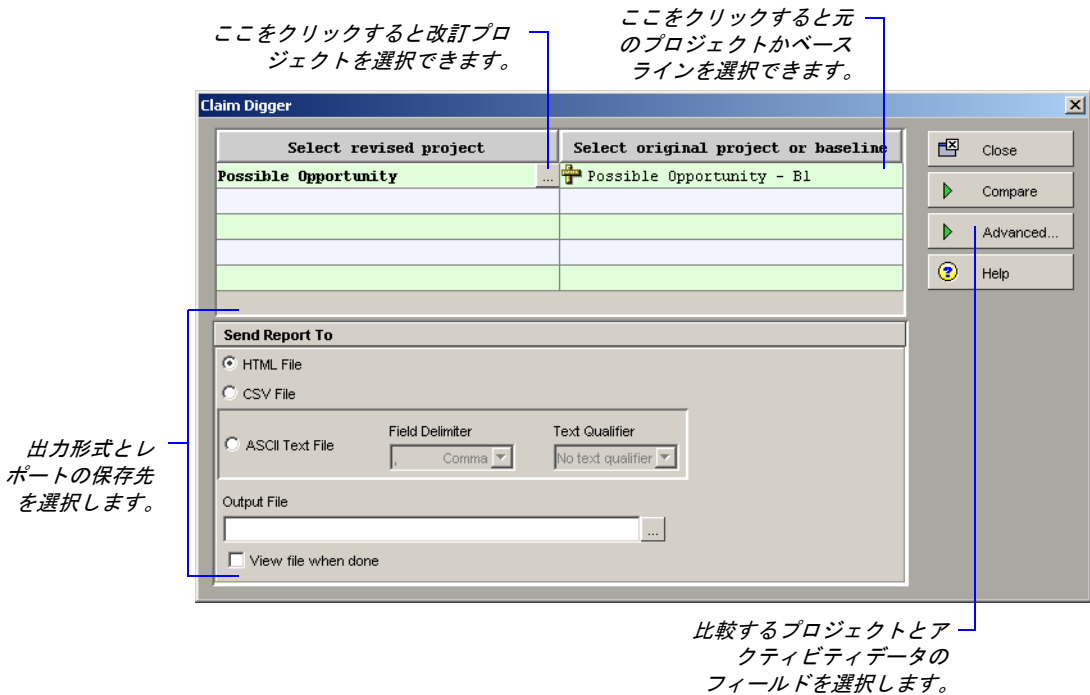 ここをクリックすると改訂プロ
ジェクトを選択できます。
ここをクリックすると元
のプロジェクトかベース
ラインを選択できます。
Claim Digger
Select revised project
Select original project or baseline
Possible Opportunity
...
Possible Opportunity - B1
Close
Compare
Advanced...
Help
Send Report To
HTML File
CSV File
ASCII Text File
Field Delimiter
, Comma
Text Qualifier
No text qualifier
Output File
...
View file when done
出力形式とレ
ポートの保存先
を選択します。
比較するプロジェクトとア
クティビティデータの
フィールドを選択します。